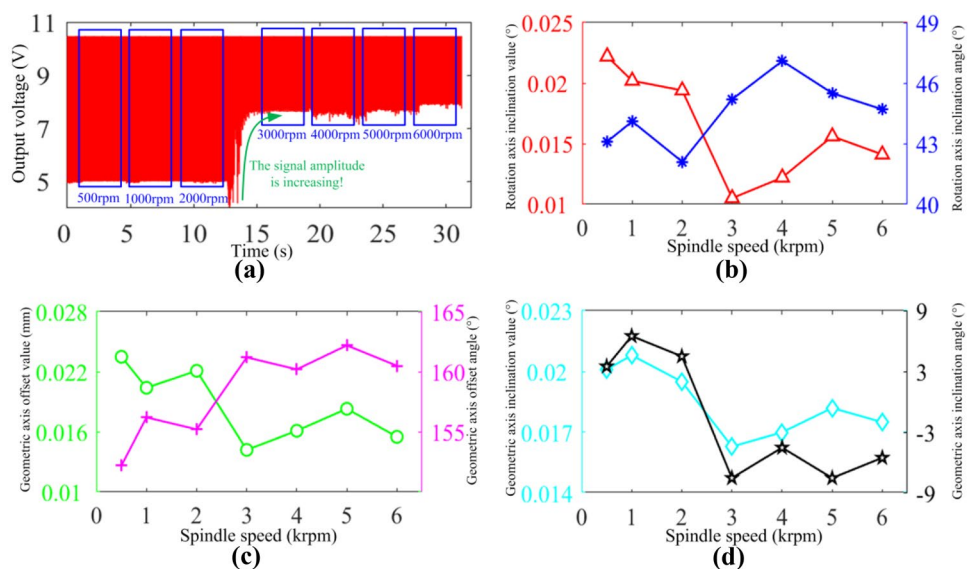 11
9
7
5
Output voltage (V)
500rpm
1000rpm
2000rpm
3000rpm
4000rpm
5000rpm
6000rpm
The signal amplitude
is increasing!
0 5 10 15 20 25 30
Time (s)
(a)
0.025
0.02
0.015
0.01
Rotation axis inclination value (°)
49
46
43
40
Rotation axis inclination angle (°)
0 1 2 3 4 5 6
Spindle speed (krpm)
(b)
0.028
0.022
0.016
0.01
Geometric axis offset value (mm)
165
160
155
Geometric axis offset angle (°)
0 1 2 3 4 5 6
Spindle speed (krpm)
(c)
0.023
0.02
0.017
0.014
Geometric axis inclination value (°)
9
3
-3
-9
Geometric axis inclination angle (°)
0 1 2 3 4 5 6
Spindle speed (krpm)
(d)